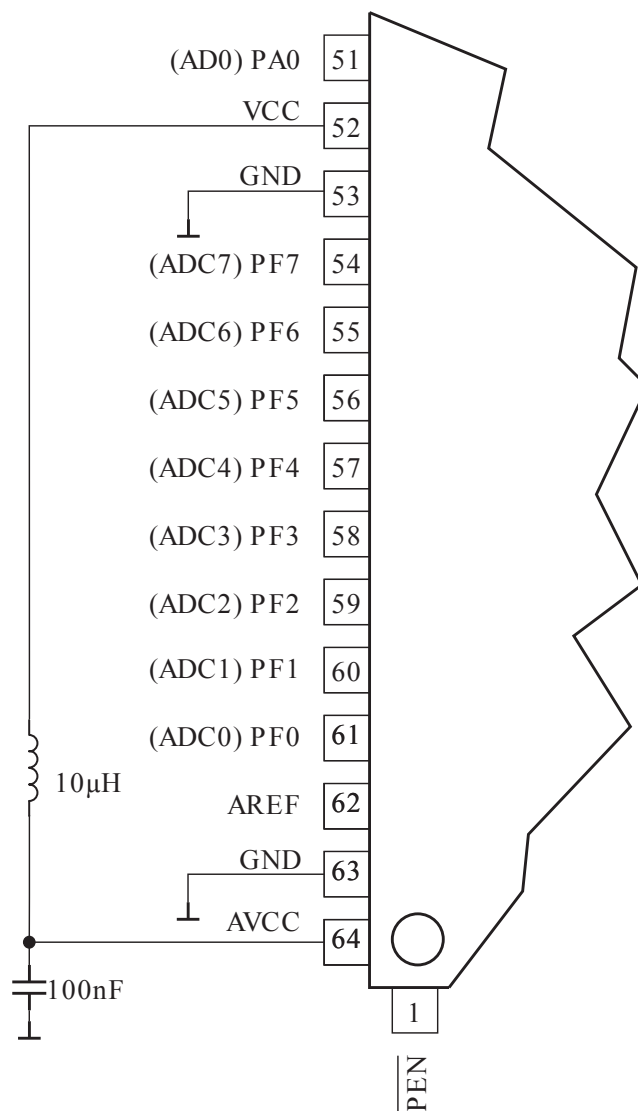 (AD0) PA0 51
VCC 52
GND 53
(ADC7) PF7 54
(ADC6) PF6 55
(ADC5) PF5 56
(ADC4) PF4 57
(ADC3) PF3 58
(ADC2) PF2 59
(ADC1) PF1 60
(ADC0) PF0 61
10μH
AREF 62
GND 63
AVCC 64
100nF
1
PEN